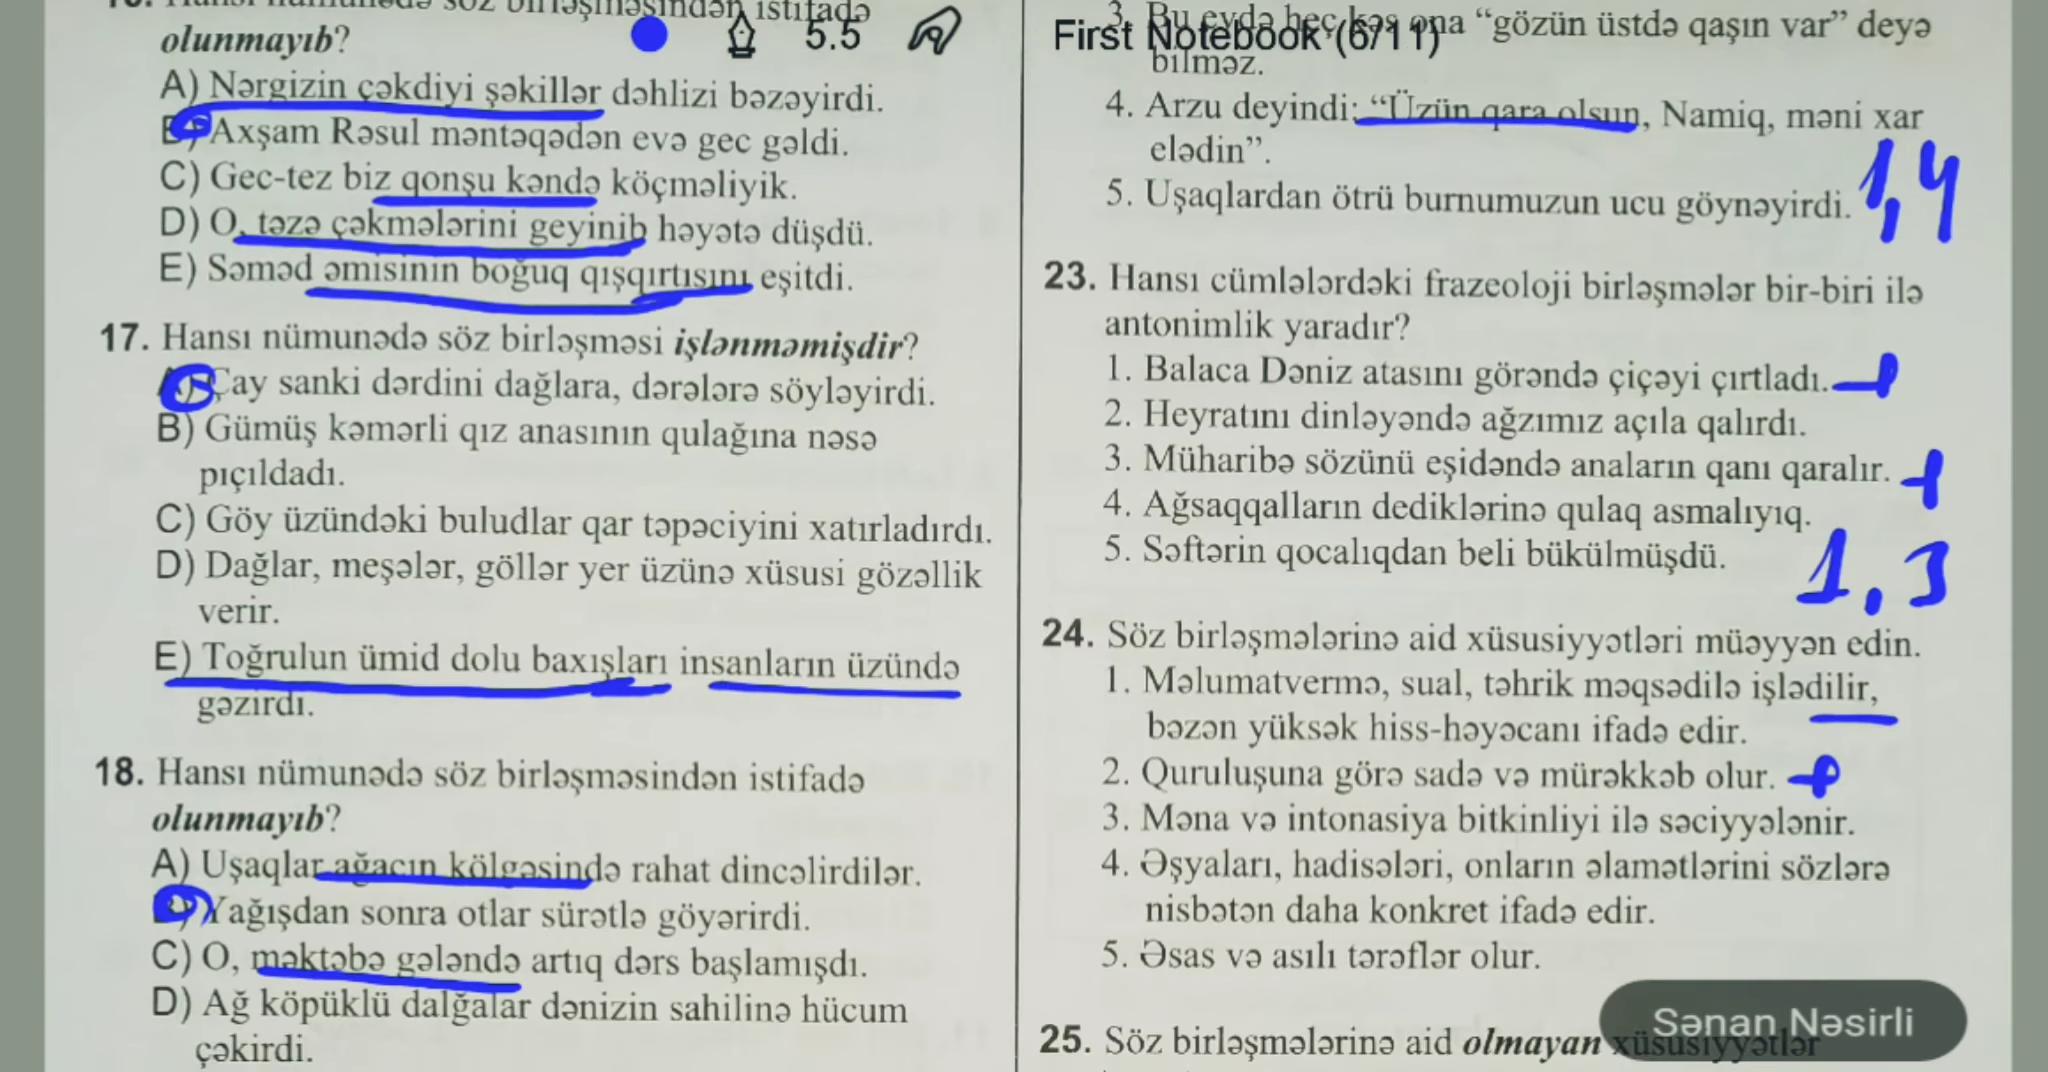 olunmayıb?
A) Nərgizin çəkdiyi şəkillər dəhlizi bəzəyirdi.
B) Axşam Rəsul məntəqədən evə gec gəldi.
C) Gec-tez biz qonşu kəndə köçməliyik.
D) O, təzə çəkmələrini geyinib həyətə düşdü.
E) Səməd əmisinin boğuq qışqırtısını eşitdi.
17. Hansı nümunədə söz birləşməsi işlənməmişdir?
A) Çay sanki dərdini dağlara, dərələrə söyləyirdi.
B) Gümüş kəmərli qız anasının qulağına nəsə
pıçıldadı.
C) Göy üzündəki buludlar qar təpəciyini xatırladırdı.
D) Dağlar, meşələr, göllər yer üzünə xüsusi gözəllik
verir.
E) Toğrulun ümid dolu baxışları insanların üzündə
gəzirdi.
18. Hansı nümunədə söz birləşməsindən istifadə
olunmayıb?
A) Uşaqlar ağacın kölgəsində rahat dincəlirdilər.
B) Yağışdan sonra otlar sürətlə göyərirdi.
C) O, məktəbə gələndə artıq dərs başlamışdı.
D) Ağ köpüklü dalğalar dənizin sahilinə hücum
çəkirdi.
5.5
First Notebook (6/11)
3. Bu evdə heç kəs ona “gözün üstdə qaşın var” deyə
bilməz.
4. Arzu deyindi: “Üzün qara olsun, Namiq, məni xar
elədin”.
5. Uşaqlardan ötrü burnumuzun ucu göynəyirdi.
1,4
23. Hansı cümlələrdəki frazeoloji birləşmələr bir-biri ilə
antonimlik yaradır?
1. Balaca Dəniz atasını görəndə çiçəyi çırtladı.
2. Heyratını dinləyəndə ağzımız açıla qalırdı.
3. Müharibə sözünü eşidəndə anaların qanı qaralır.
4. Ağsaqqalların dediklərinə qulaq asmalıyıq.
5. Səftərin qocalıqdan beli bükülmüşdü.
1,3
24. Söz birləşmələrinə aid xüsusiyyətləri müəyyən edin.
1. Məlumatvermə, sual, təhrik məqsədilə işlədilir,
bəzən yüksək hiss-həyəcanı ifadə edir.
2. Quruluşuna görə sadə və mürəkkəb olur.
3. Məna və intonasiya bitkinliyi ilə səciyyələnir.
4. Əşyaları, hadisələri, onların əlamətlərini sözlərə
nisbətən daha konkret ifadə edir.
5. Əsas və asılı tərəflər olur.
25. Söz birləşmələrinə aid olmayan xüsusiyyətlər
Sənan Nəsirli